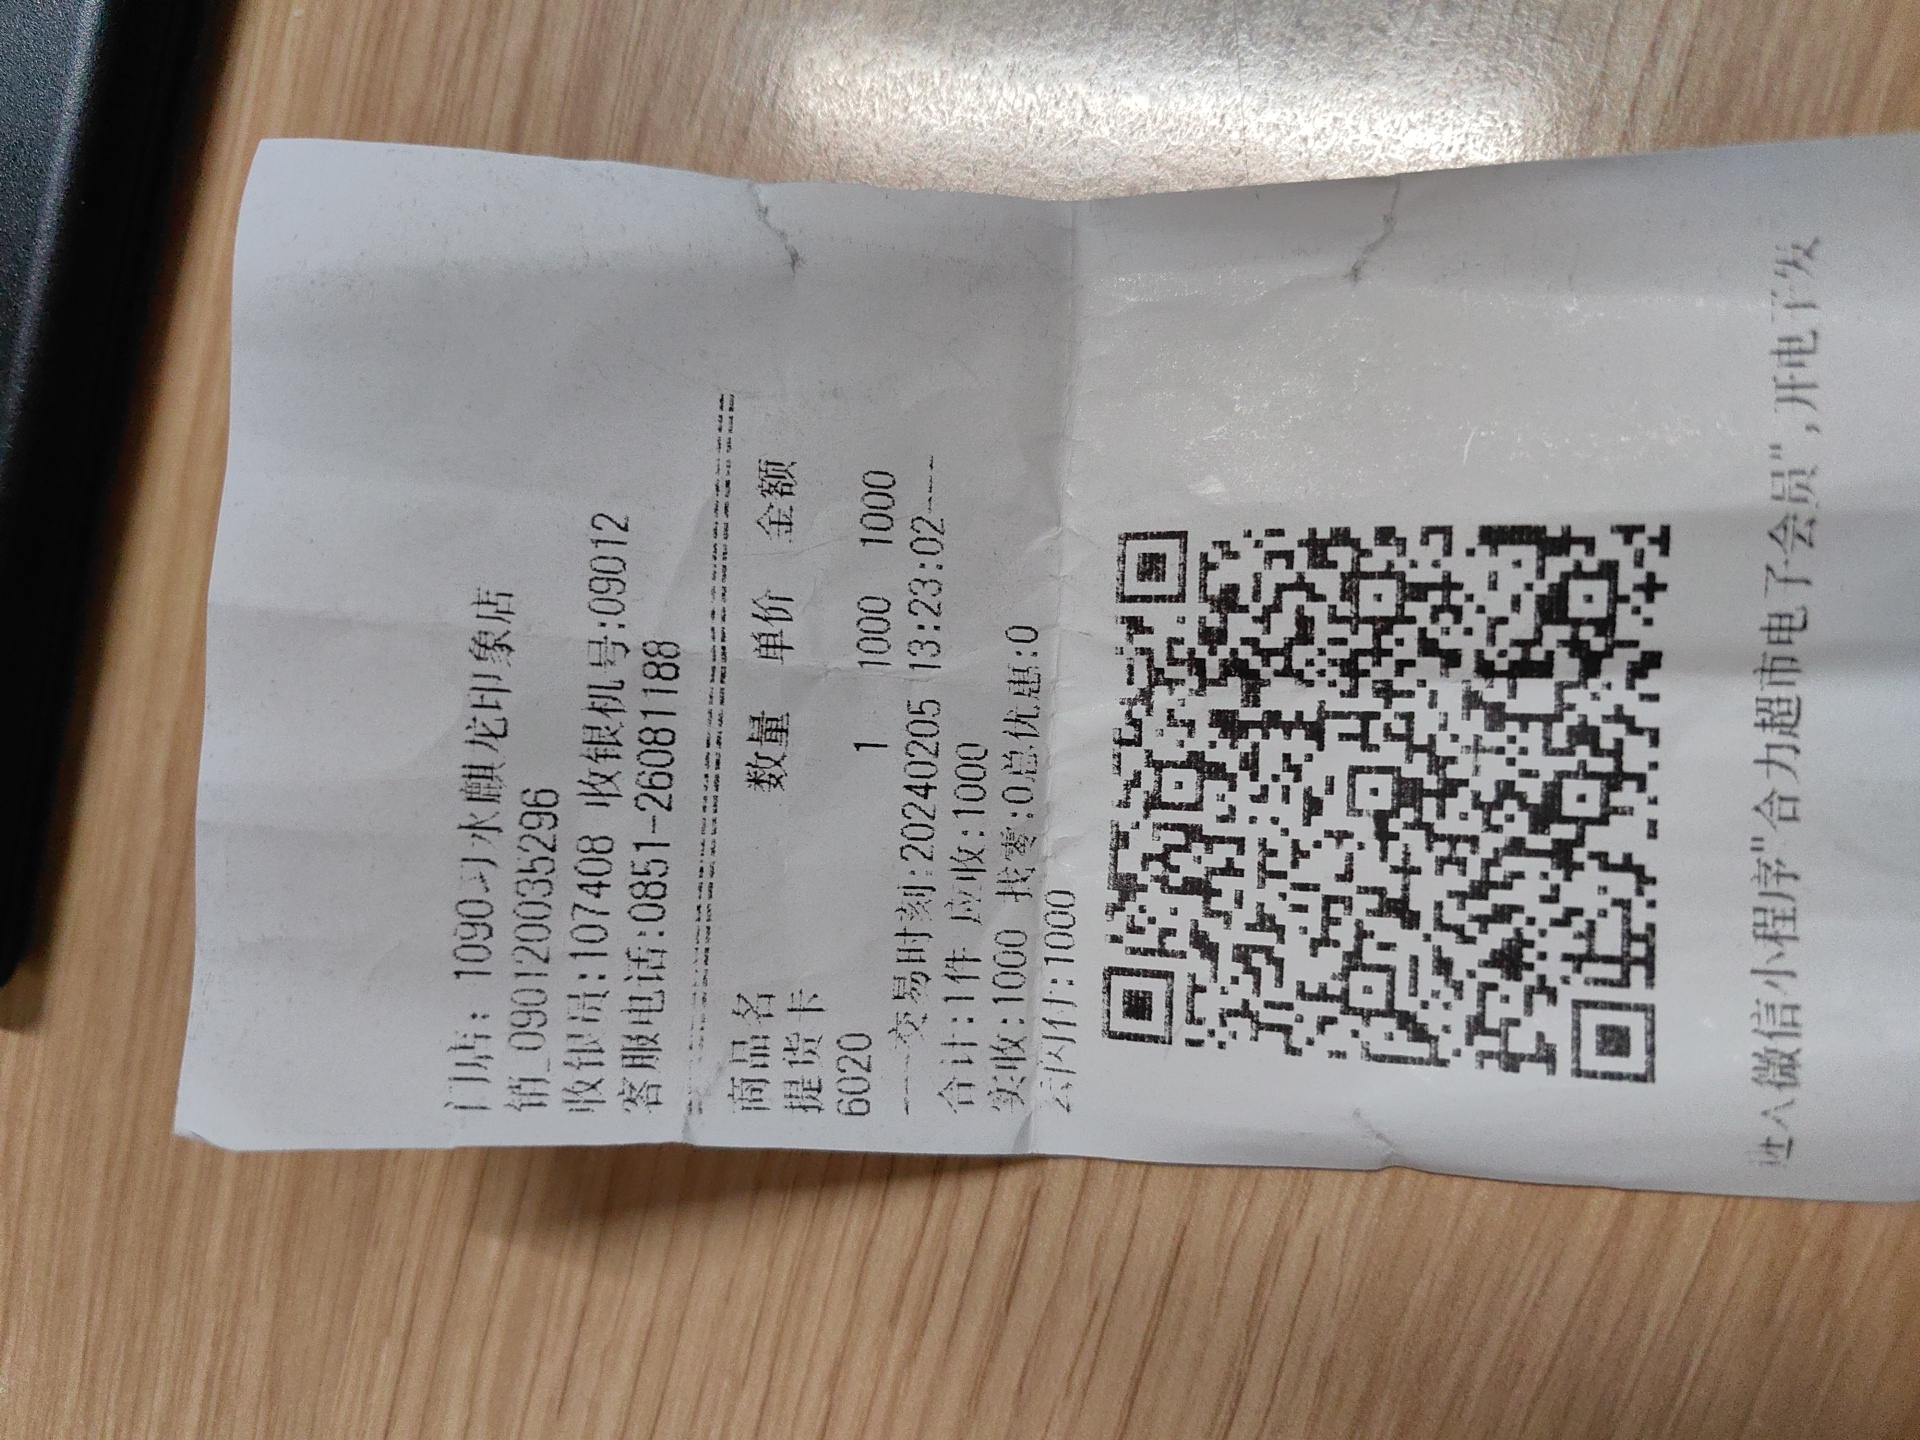 门店: 1090习水麒龙印象店
销_090120035296
收银员:107408 收银机号:09012
客服电话:0851-26081188
商品名 数量 单价 金额
提货卡
6020 1 1000 1000
----交易时刻:20240205 13:23:02----
合计:1件 应收:1000
实收:1000 找零:0总优惠:0
云闪付:1000
进入微信小程序"合力超市电子会员",开电子发